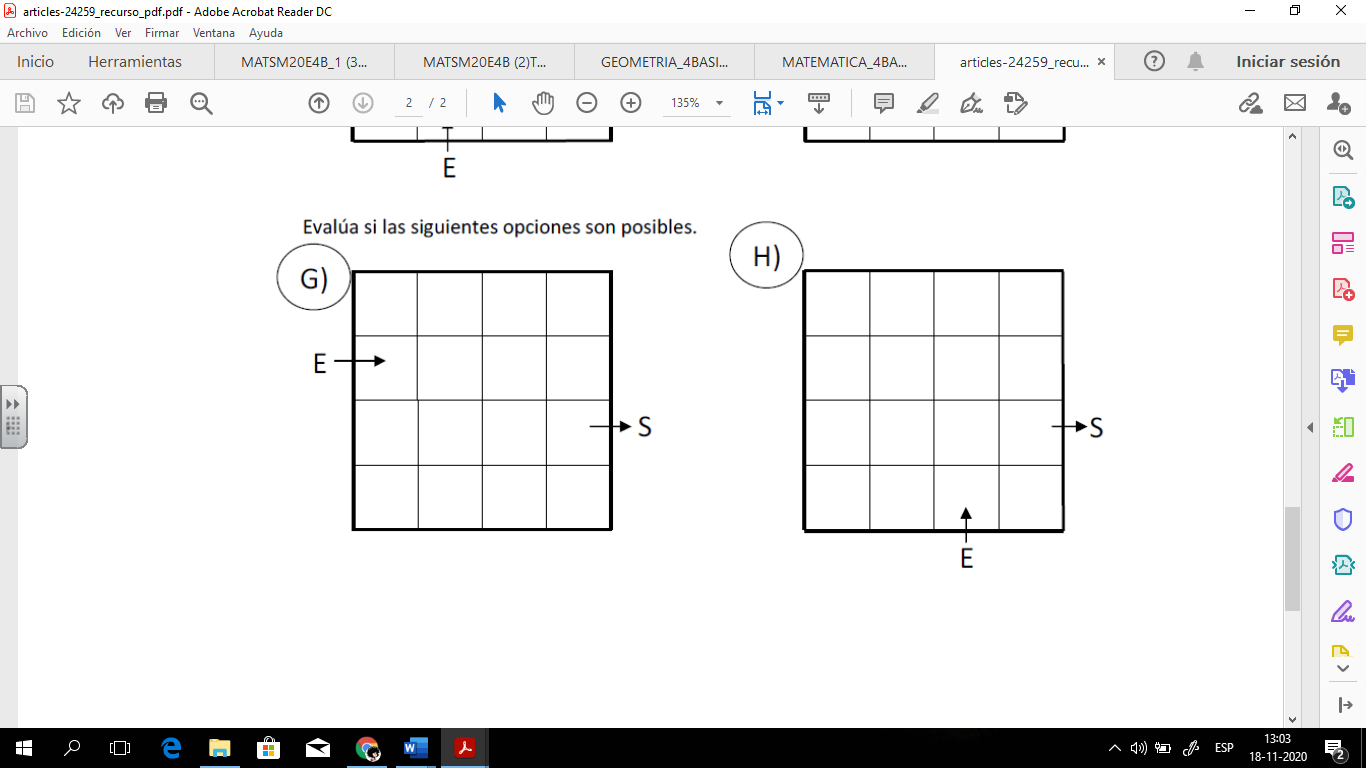 articles-24259_recurso_pdf.pdf - Adobe Acrobat Reader DC
Archivo Edición Ver Firmar Ventana Ayuda
Inicio Herramientas MATSM20E4B_1 (3... MATSM20E4B (2)T... GEOMETRIA_4BASI... MATEMATICA_4BA... articles-24259_recu... Iniciar sesión
2 / 2 135%
E
Evalúa si las siguientes opciones son posibles.
G) H)
E
S S
E
ESP 13:03
18-11-2020 2